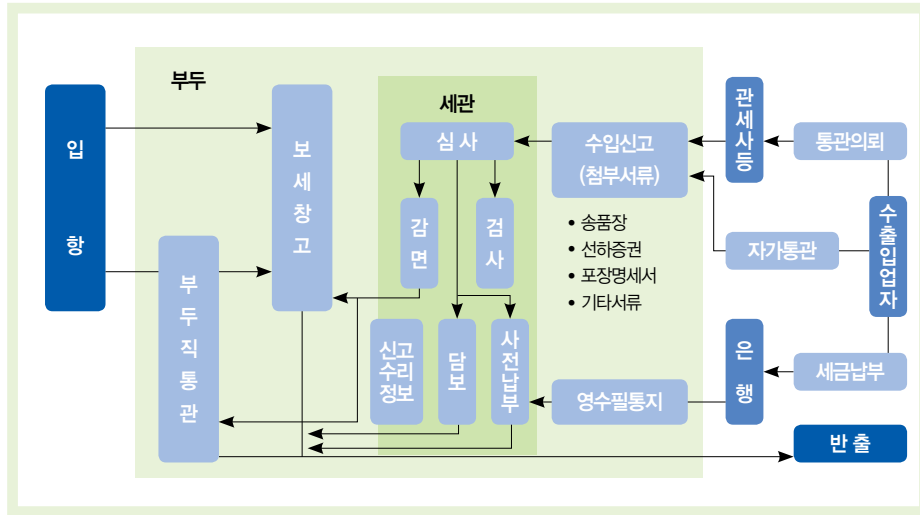 입항
부두
보세창고
부두직통관
세관
심 사
감면
검사
신고
수리
정보
담보
사전납부
수입신고
(첨부서류)
• 송품장
• 선하증권
• 포장명세서
• 기타서류
영수필통지
관세사등
통관의뢰
자가통관
수출입업자
은행
세금납부
반 출